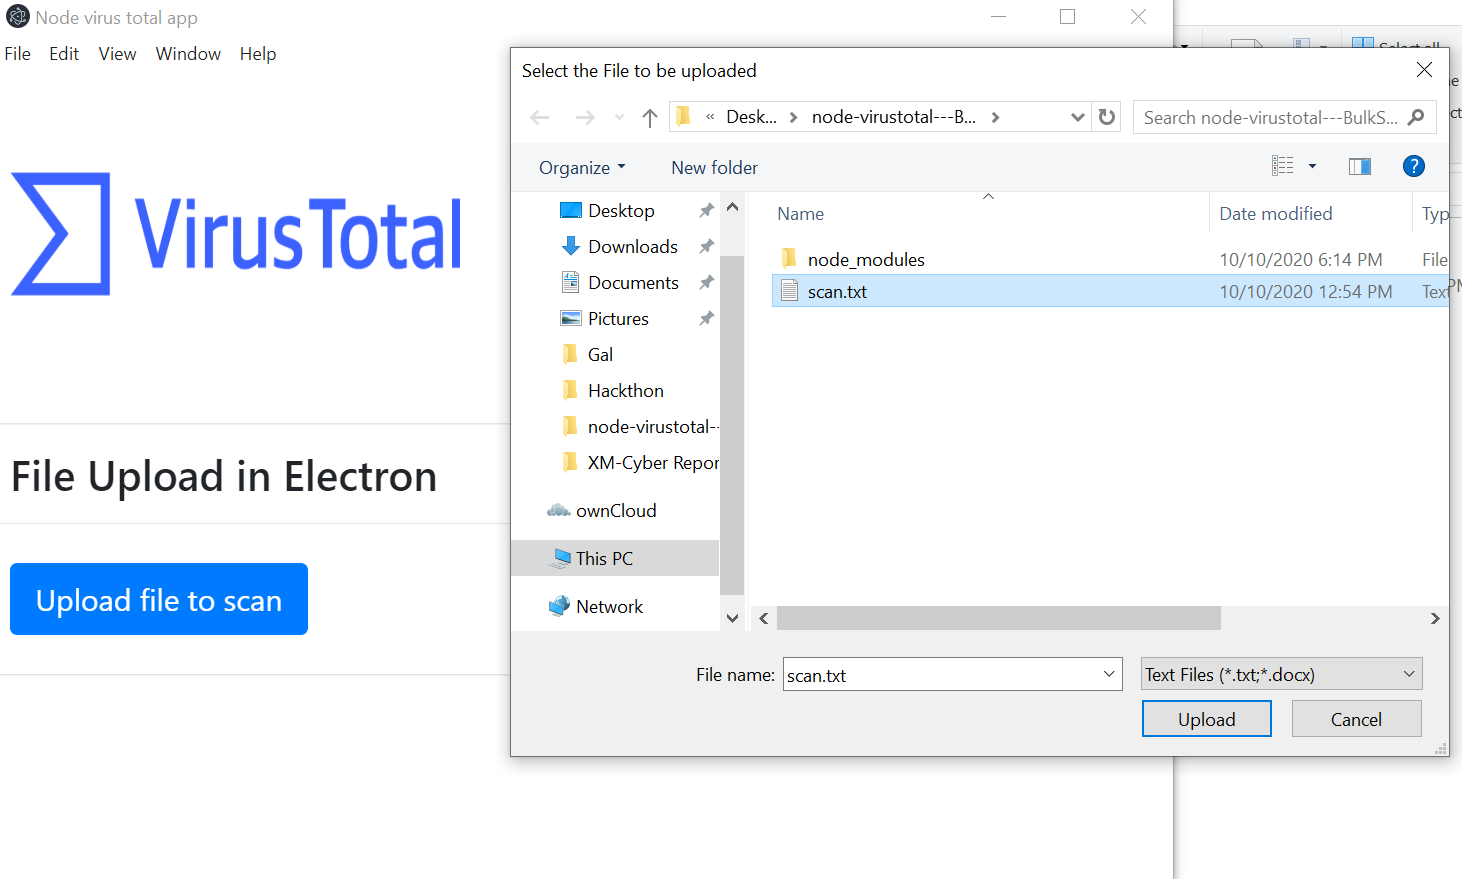 Node virus total app
File Edit View Window Help
VirusTotal
File Upload in Electron
Upload file to scan
Select all
Select the File to be uploaded
« Desk... node-virustotal---B...
Search node-virustotal---BulkS...
Organize New folder
?
Desktop
Downloads
Documents
Pictures
Gal
Hackthon
node-virustotal--
XM-Cyber Repor
ownCloud
This PC
Network
Name Date modified Typ
node_modules 10/10/2020 6:14 PM File
scan.txt 10/10/2020 12:54 PM Text
File name: scan.txt Text Files (*.txt;*.docx)
Upload Cancel